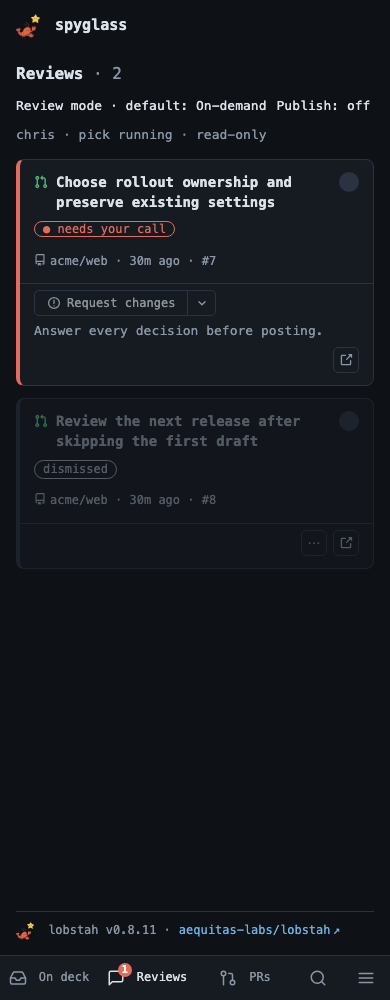 spyglass
Reviews · 2
Review mode · default: On-demand Publish: off
chris · pick running · read-only
Choose rollout ownership and
preserve existing settings
needs your call
acme/web · 30m ago · #7
Request changes
Answer every decision before posting.
Review the next release after
skipping the first draft
dismissed
acme/web · 30m ago · #8
lobstah v0.8.11 · aequitas-labs/lobstah↗
On deck
1
Reviews
PRs